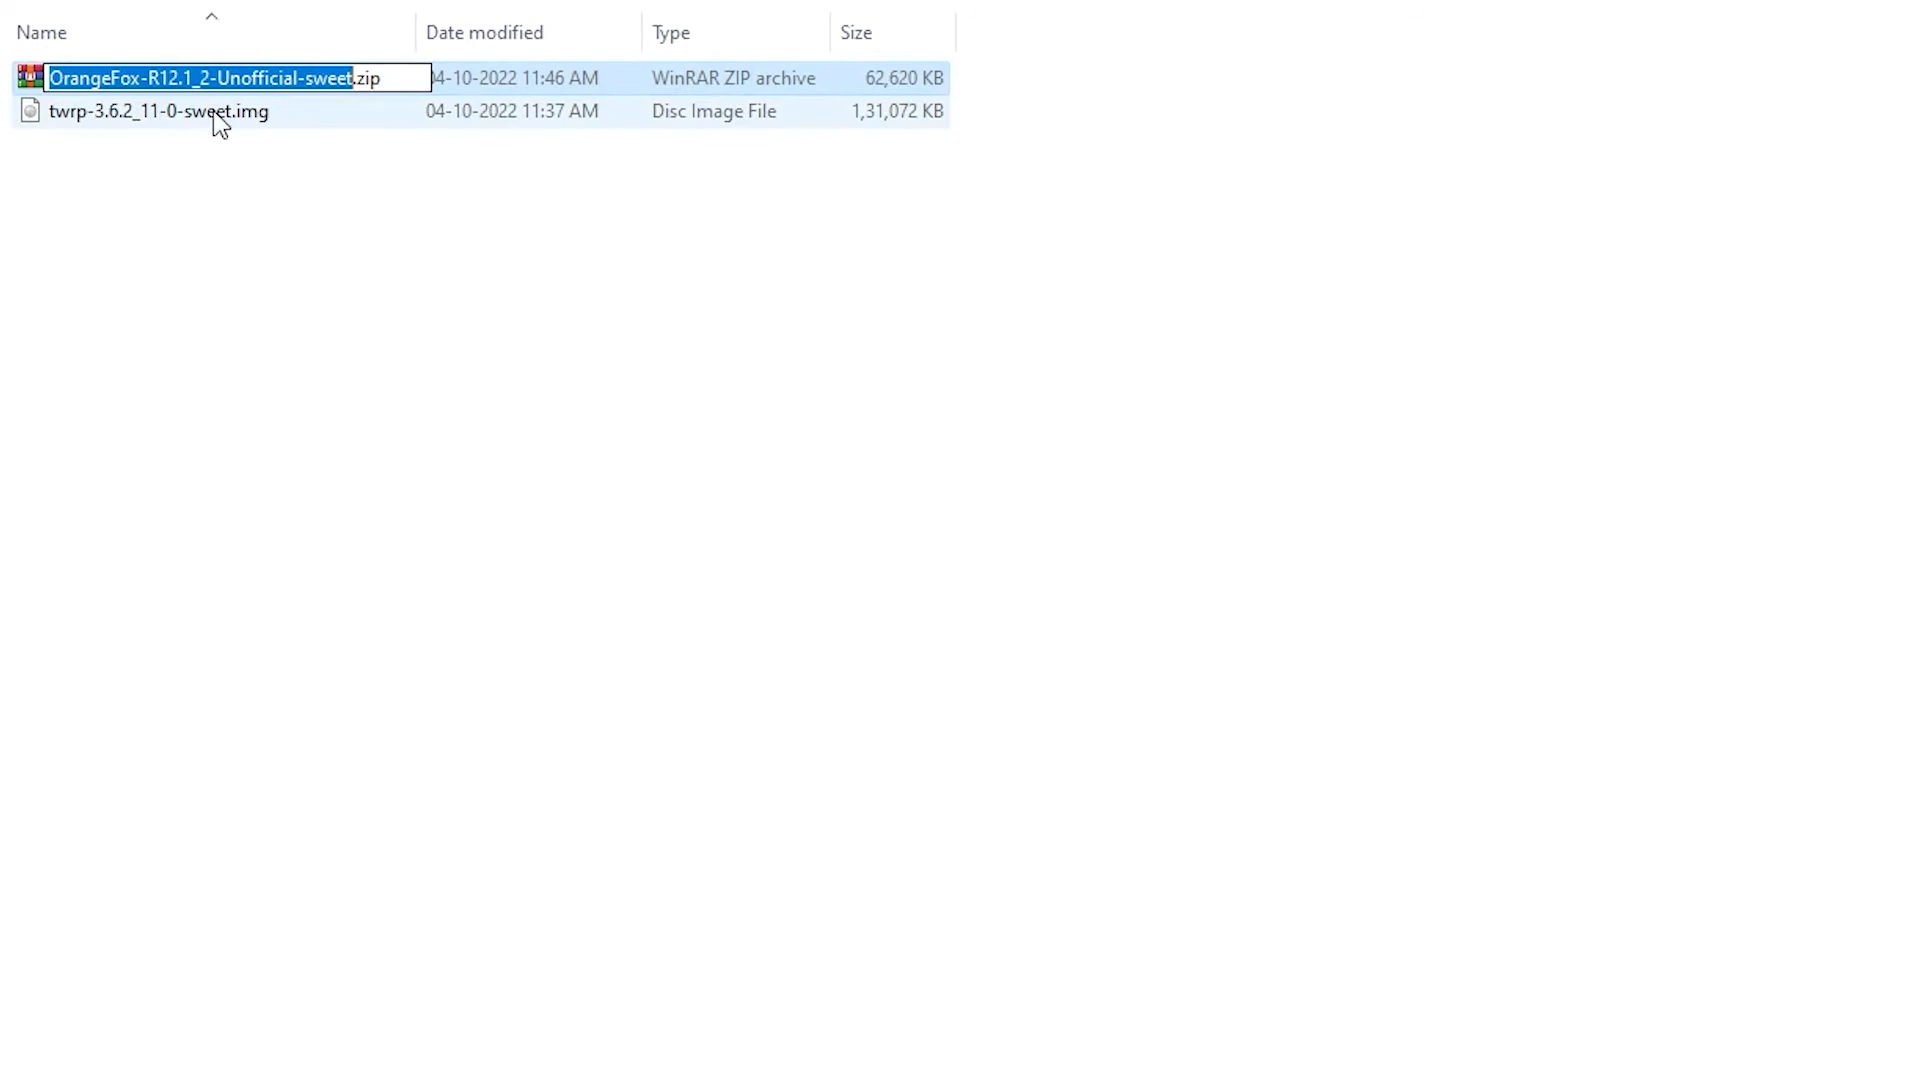 Name Date modified Type Size
OrangeFox-R12.1_2-Unofficial-sweet.zip 04-10-2022 11:46 AM WinRAR ZIP archive 62,620 KB
twrp-3.6.2_11-0-sweet.img 04-10-2022 11:37 AM Disc Image File 1,31,072 KB